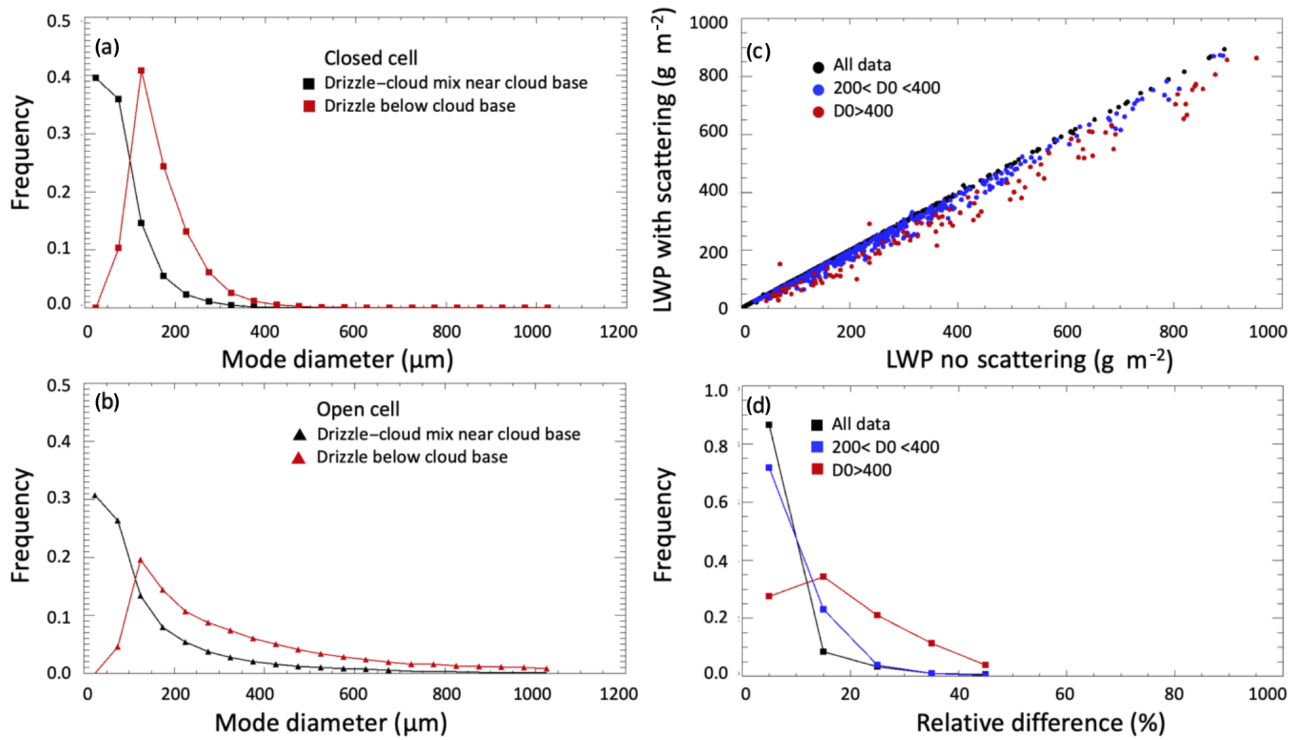 (a)
Closed cell
Drizzle−cloud mix near cloud base
Drizzle below cloud base
Frequency
0.5
0.4
0.3
0.2
0.1
0.0
0 200 400 600 800 1000 1200
Mode diameter (μm)
(b)
Open cell
Drizzle−cloud mix near cloud base
Drizzle below cloud base
Frequency
0.5
0.4
0.3
0.2
0.1
0.0
0 200 400 600 800 1000 1200
Mode diameter (μm)
(c)
All data
200< D0 <400
D0>400
LWP with scattering (g m−2)
1000
800
600
400
200
0
0 200 400 600 800 1000
LWP no scattering (g m−2)
(d)
All data
200< D0 <400
D0>400
Frequency
1.0
0.8
0.6
0.4
0.2
0.0
0 20 40 60 80 1000
Relative difference (%)